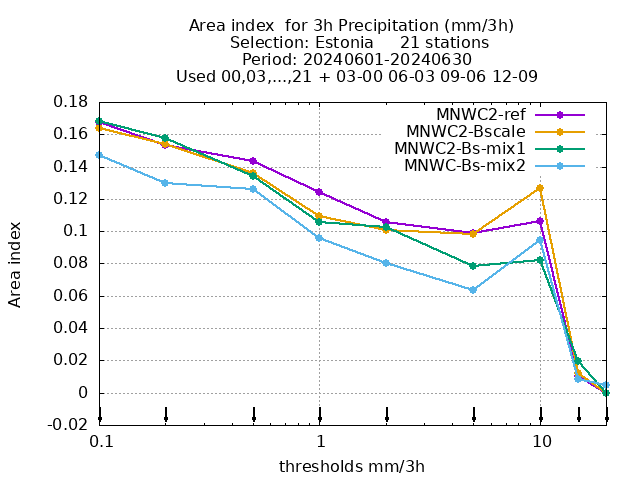 Area index  for 3h Precipitation (mm/3h)
Selection: Estonia     21 stations
Period: 20240601-20240630
Used 00,03,...,21 + 03-00 06-03 09-06 12-09
MNWC2-ref
MNWC2-Bscale
MNWC2-Bs-mix1
MNWC-Bs-mix2
0.18
0.16
0.14
0.12
0.1
0.08
0.06
0.04
0.02
0
-0.02
Area index
0.1 1 10
thresholds mm/3h